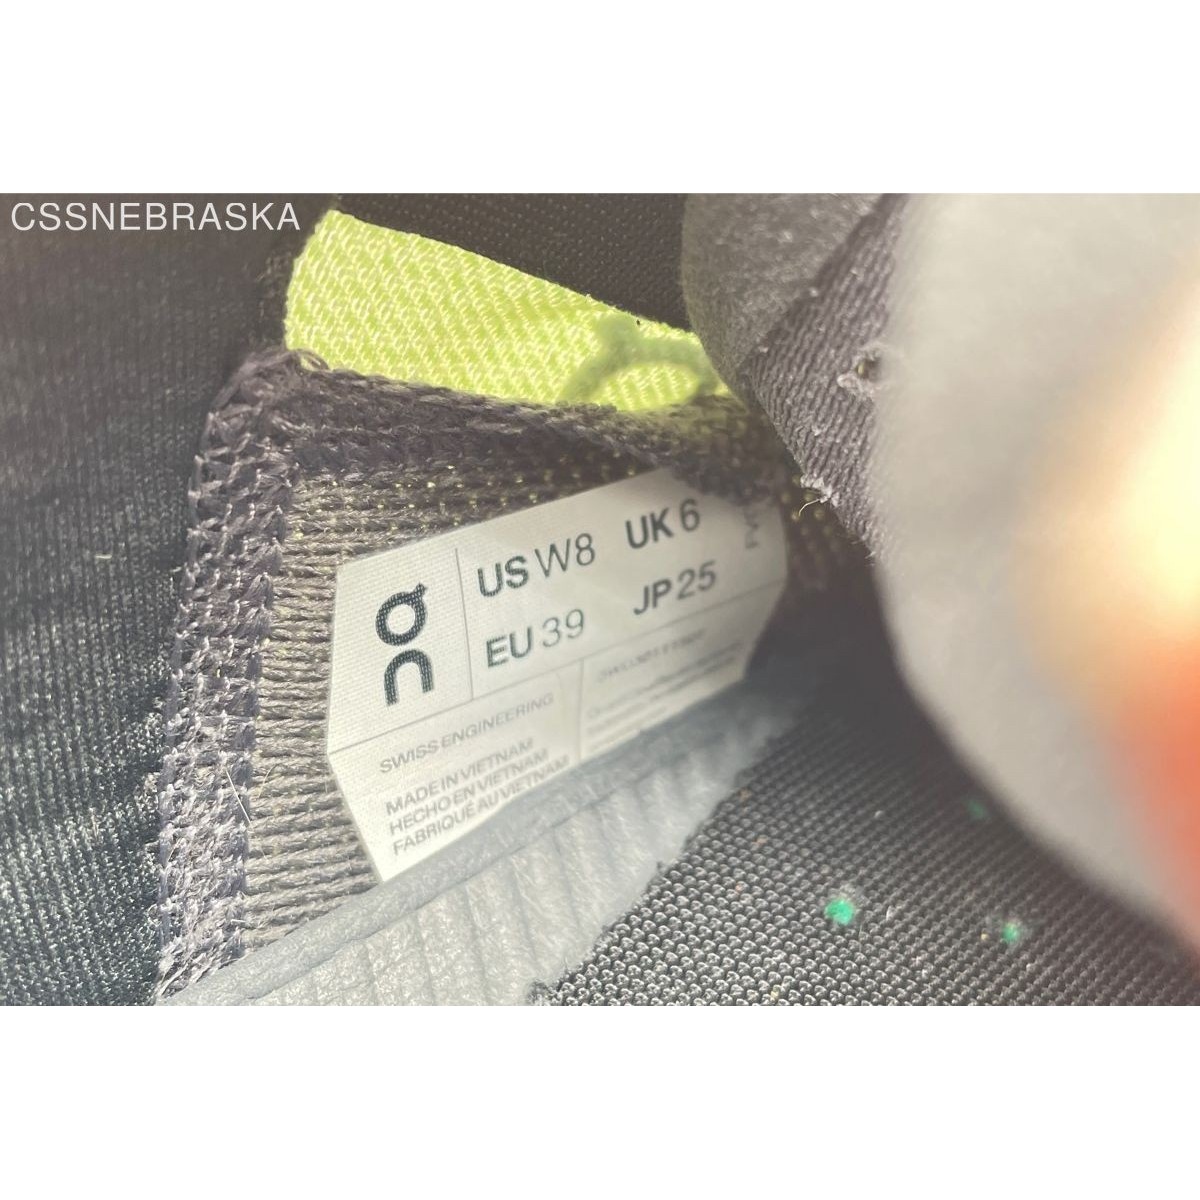 CSSNEBRASKA
on
US W8 UK 6
EU 39 JP 25
SWISS ENGINEERING
MADE IN VIETNAM
HECHO EN VIETNAM
FABRIQUÉ AU VIETNAM